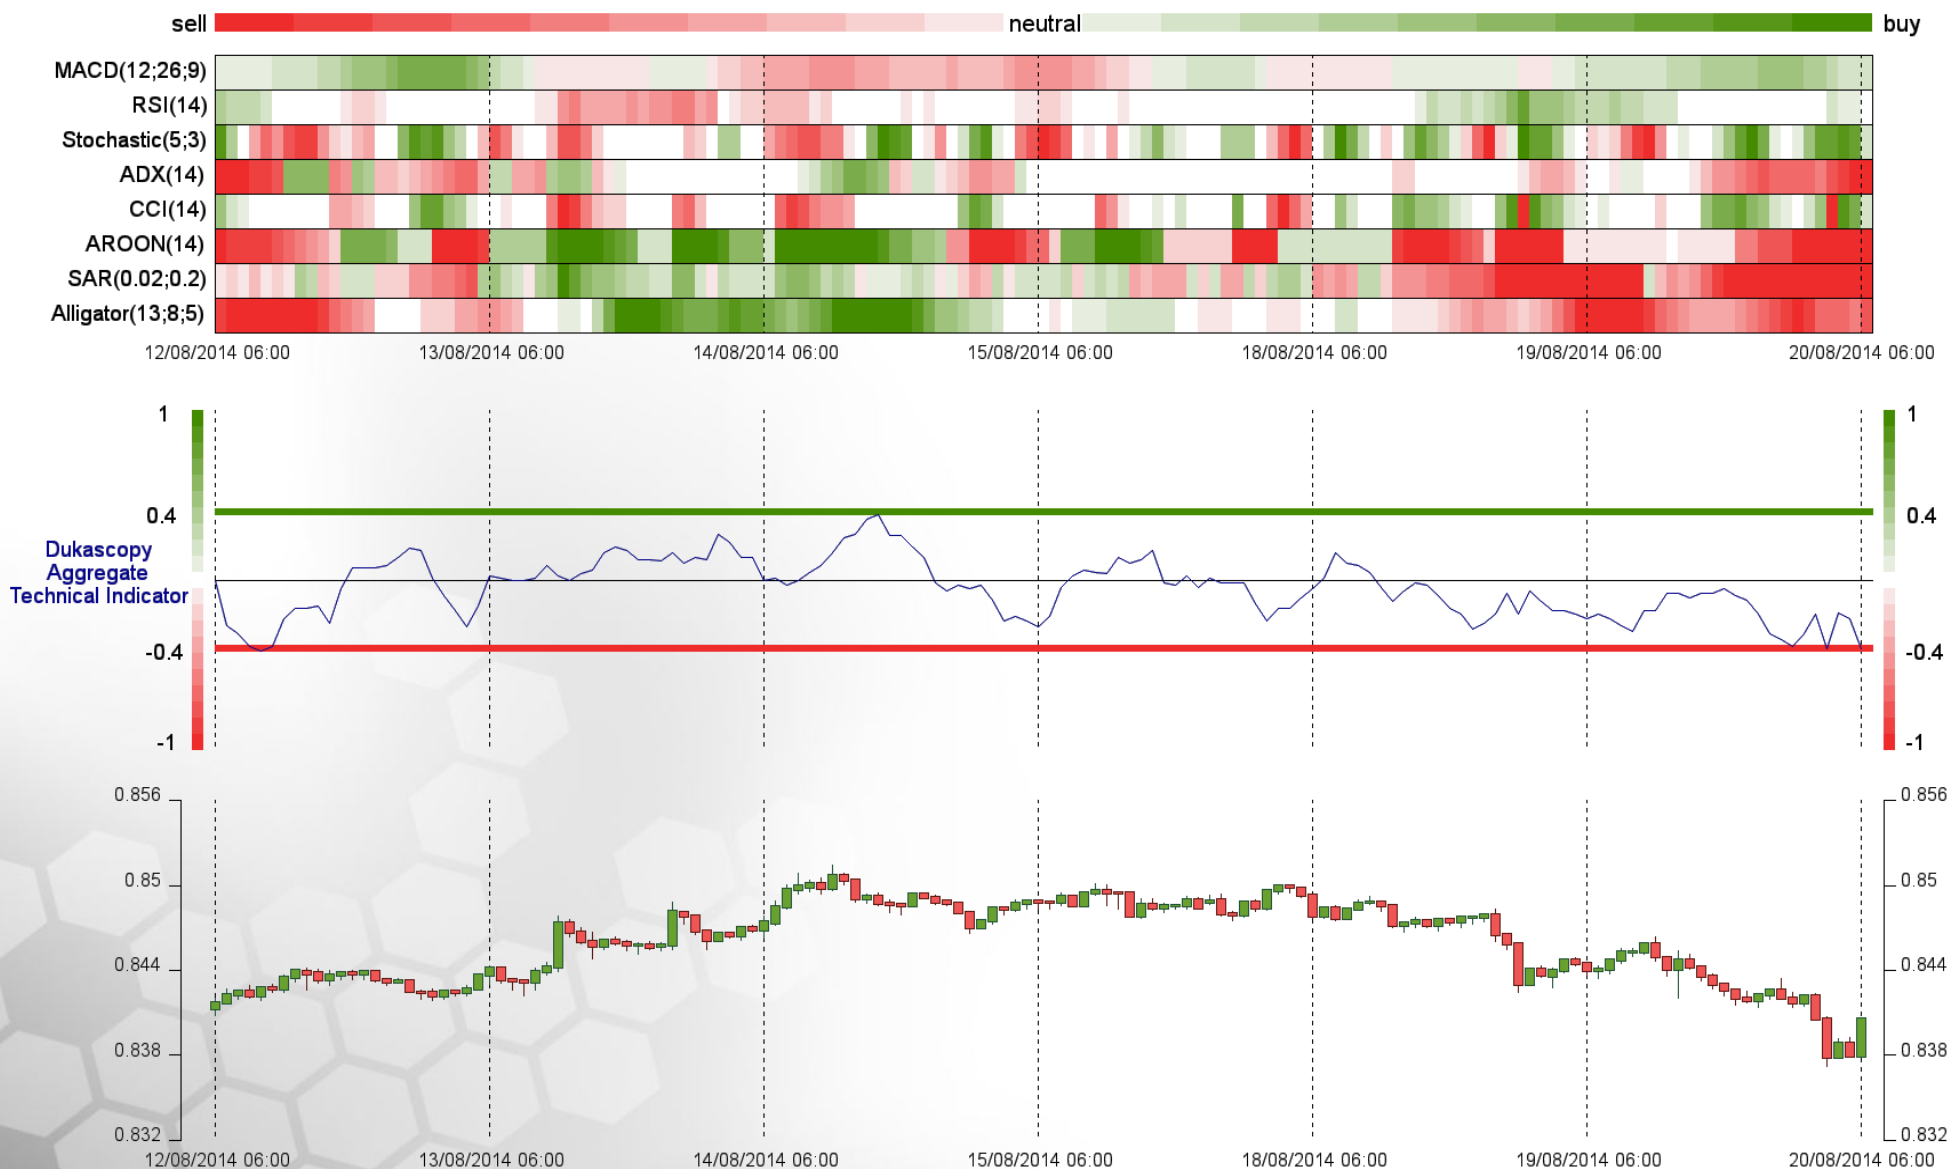 sell neutral buy
MACD(12;26;9)
RSI(14)
Stochastic(5;3)
ADX(14)
CCI(14)
AROON(14)
SAR(0.02;0.2)
Alligator(13;8;5)
12/08/2014 06:00 13/08/2014 06:00 14/08/2014 06:00 15/08/2014 06:00 18/08/2014 06:00 19/08/2014 06:00 20/08/2014 06:00
1 1
0.4 0.4
Dukascopy
Aggregate
Technical Indicator
-0.4 -0.4
-1 -1
0.856 0.856
0.85 0.85
0.844 0.844
0.838 0.838
0.832 0.832
12/08/2014 06:00 13/08/2014 06:00 14/08/2014 06:00 15/08/2014 06:00 18/08/2014 06:00 19/08/2014 06:00 20/08/2014 06:00